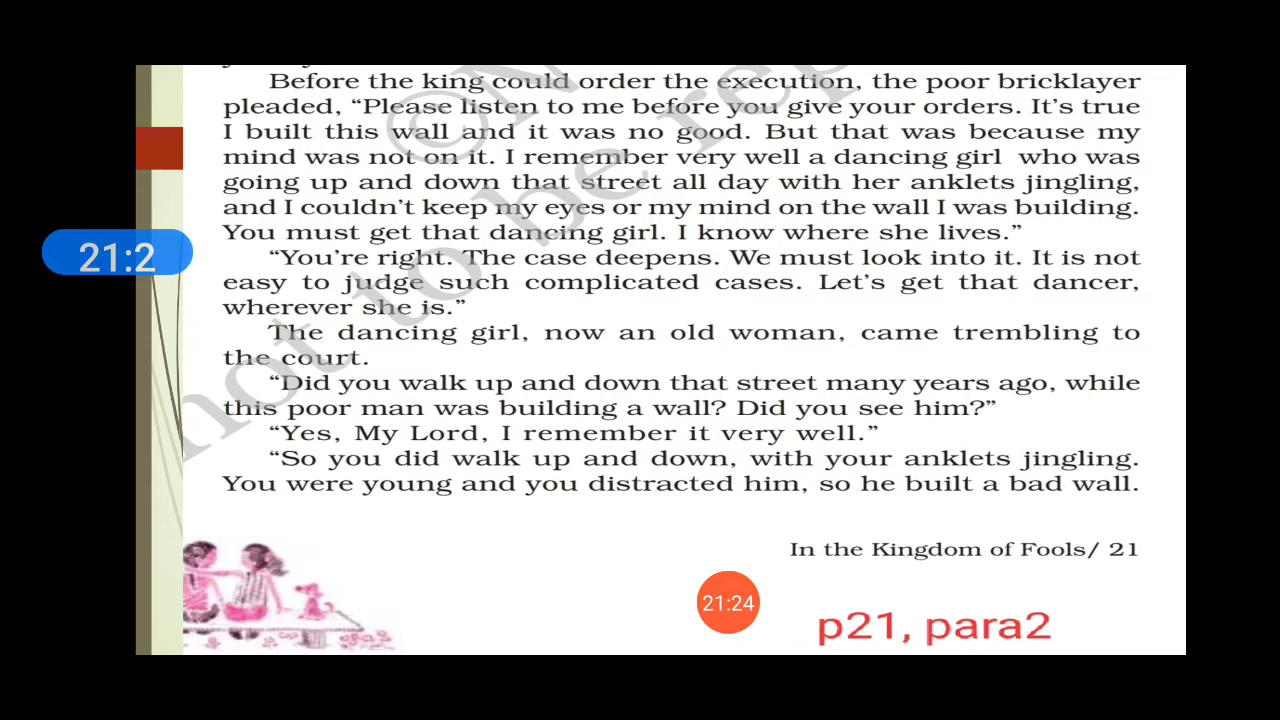 Before the king could order the execution, the poor bricklayer
pleaded, “Please listen to me before you give your orders. It’s true
I built this wall and it was no good. But that was because my
mind was not on it. I remember very well a dancing girl who was
going up and down that street all day with her anklets jingling,
and I couldn’t keep my eyes or my mind on the wall I was building.
You must get that dancing girl. I know where she lives.”
“You’re right. The case deepens. We must look into it. It is not
easy to judge such complicated cases. Let’s get that dancer,
wherever she is.”
The dancing girl, now an old woman, came trembling to
the court.
“Did you walk up and down that street many years ago, while
this poor man was building a wall? Did you see him?”
“Yes, My Lord, I remember it very well.”
“So you did walk up and down, with your anklets jingling.
You were young and you distracted him, so he built a bad wall.
In the Kingdom of Fools/ 21
21:2
21:24
p21, para2
©N
not to be rep